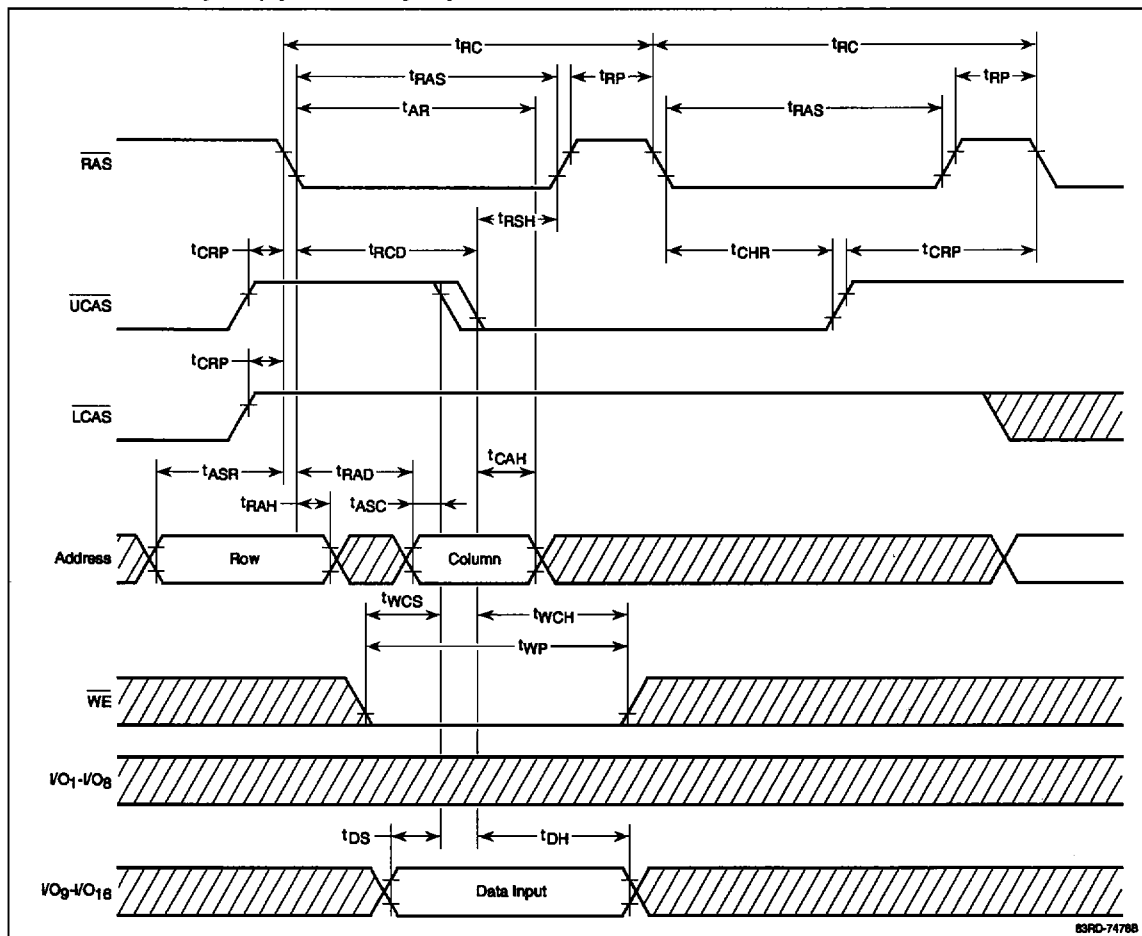 tRC tRC
tRAS tRP tRP
tAR tRAS
RAS
tRSH
tCRP tRCD tCHR tCRP
UCAS
tCRP
LCAS
tASR tRAD tCAH
tRAH tASC
Address Row Column
tWCS tWCH
tWP
WE
I/O1-I/O8
tDS tDH
I/O9-I/O16 Data Input
83RD-7476B